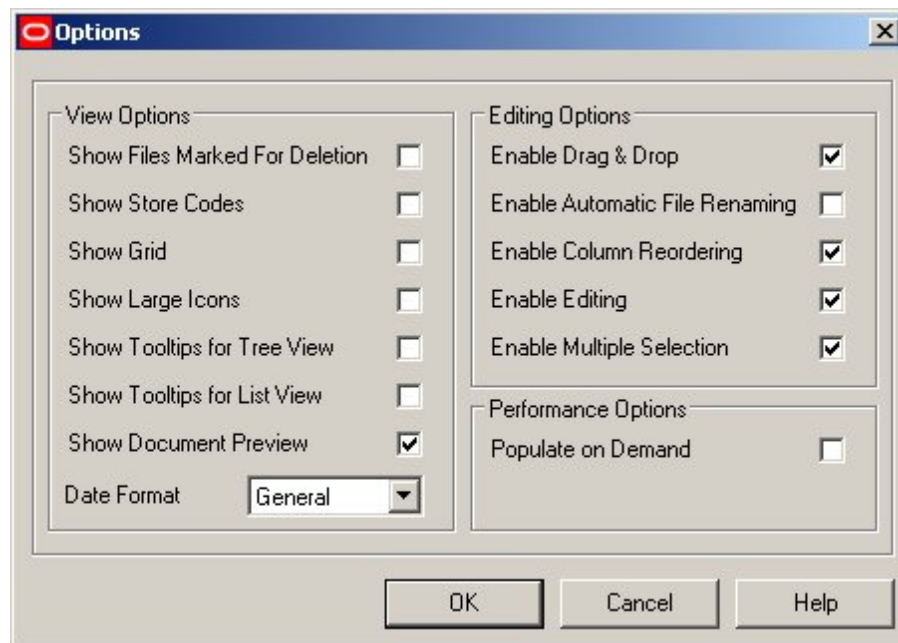 Options
View Options
Show Files Marked For Deletion
Show Store Codes
Show Grid
Show Large Icons
Show Tooltips for Tree View
Show Tooltips for List View
Show Document Preview
Date Format
General
Editing Options
Enable Drag & Drop
Enable Automatic File Renaming
Enable Column Reordering
Enable Editing
Enable Multiple Selection
Performance Options
Populate on Demand
OK
Cancel
Help